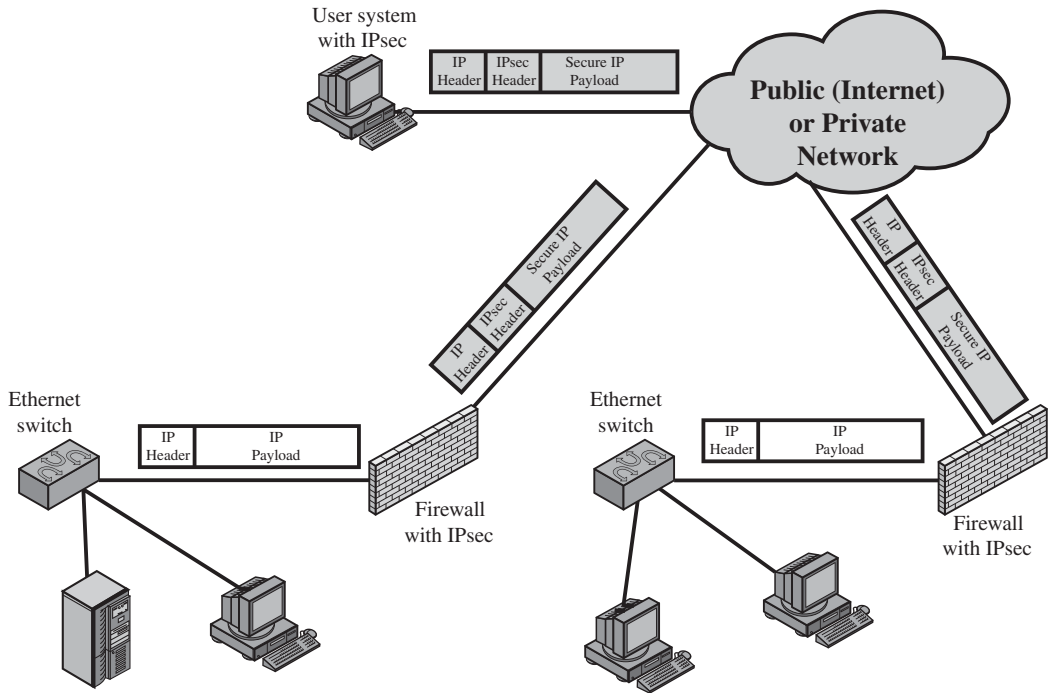 User system
with IPsec
IP
Header
IPsec
Header
Secure IP
Payload
Public (Internet)
or Private
Network
IP
Header
IPsec
Header
Secure IP
Payload
IP
Header
IPsec
Header
Secure IP
Payload
Ethernet
switch
IP
Header
IP
Payload
Firewall
with IPsec
Ethernet
switch
IP
Header
IP
Payload
Firewall
with IPsec